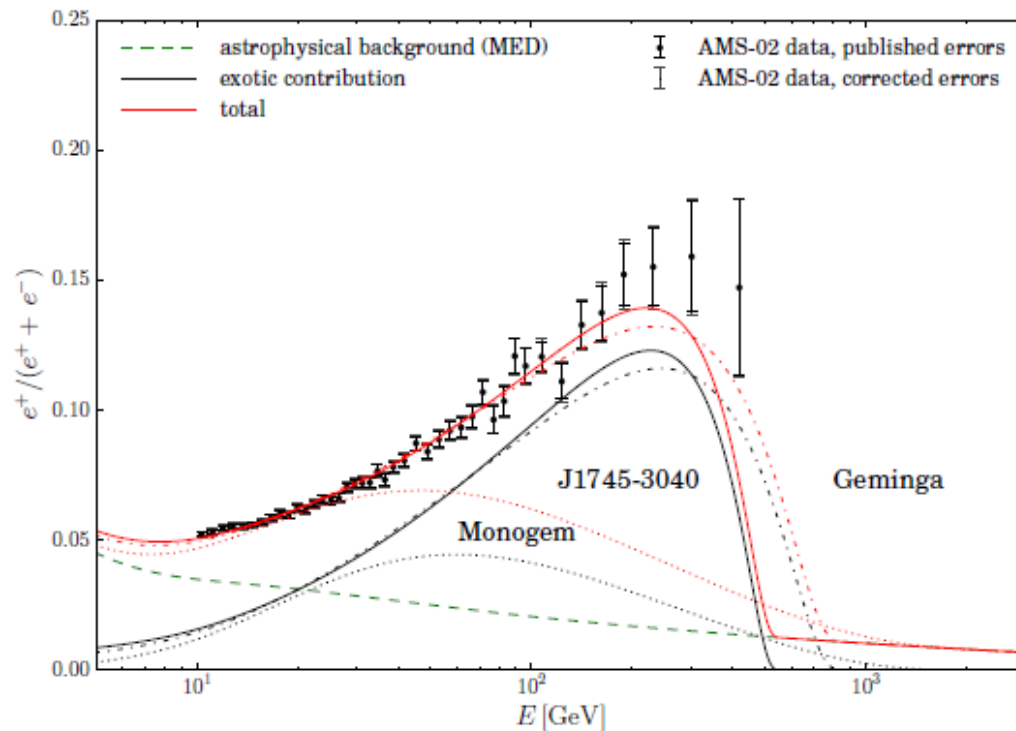 0.25
0.20
0.15
0.10
0.05
0.00
e⁺/(e⁺ + e⁻)
astrophysical background (MED)
exotic contribution
total
AMS-02 data, published errors
AMS-02 data, corrected errors
J1745-3040
Geminga
Monogem
10¹
10²
10³
E [GeV]